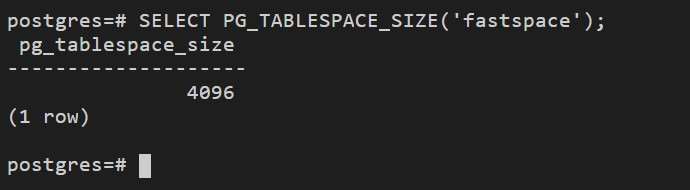 postgres=# SELECT PG_TABLESPACE_SIZE('fastspace');
 pg_tablespace_size
--------------------
               4096
(1 row)

postgres=#